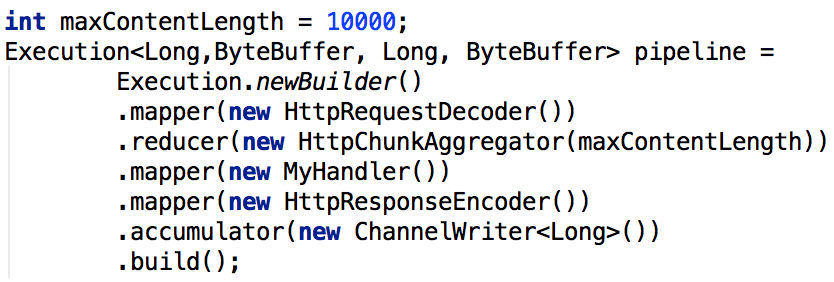 int maxContentLength = 10000;
Execution<Long,ByteBuffer, Long, ByteBuffer> pipeline =
Execution.newBuilder()
.mapper(new HttpRequestDecoder())
.reducer(new HttpChunkAggregator(maxContentLength))
.mapper(new MyHandler())
.mapper(new HttpResponseEncoder())
.accumulator(new ChannelWriter<Long>())
.build();